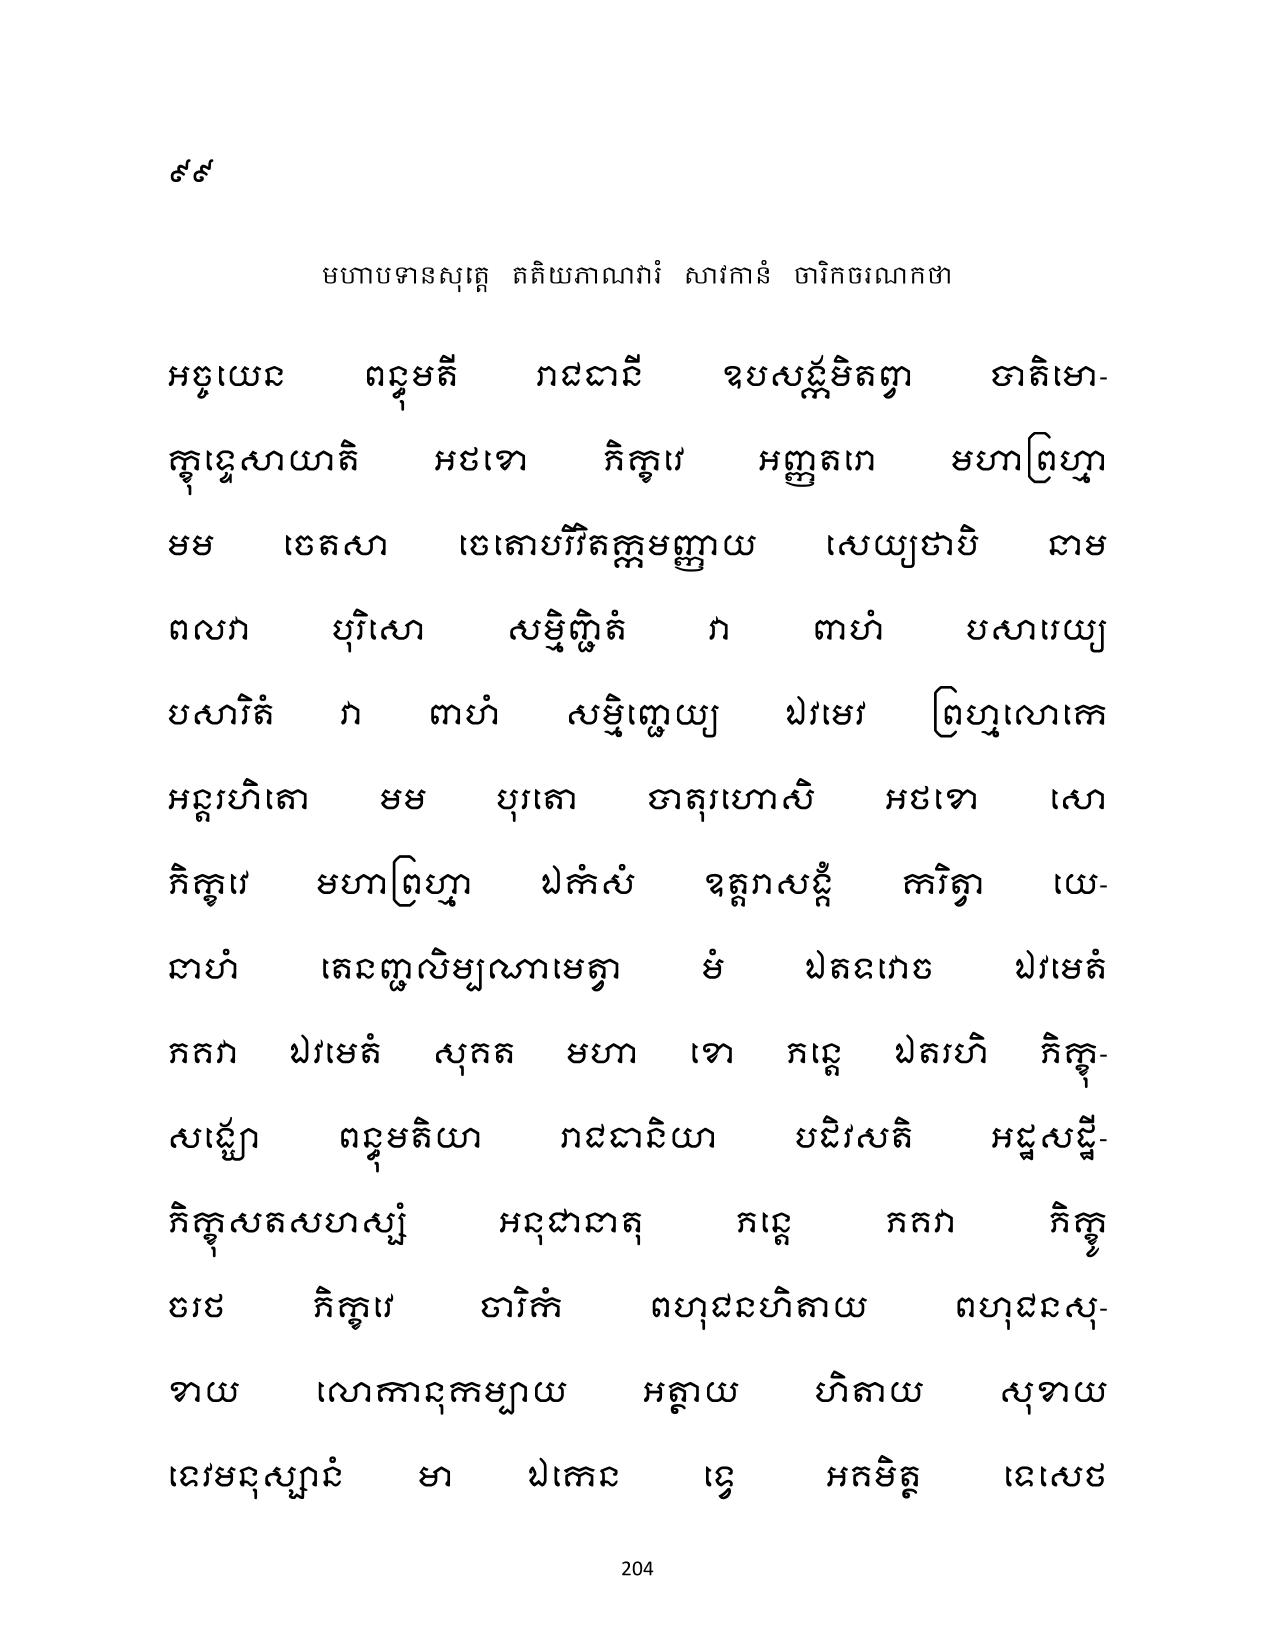 ៩៩
មហាបទានសុត្តេ តតិយភាណវារំ សាវកានំ ចារិកចរណកថា
អច្ចយេន ពន្ធុមតី រាជធានី ឧបសង្កមិតព្វា បាតិមោ-
ក្ខុទ្ទេសាយាតិ អថខោ ភិក្ខវេ អញ្ញតរោ មហាព្រហ្មា
មម ចេតសា ចេតោបរិវិតក្កមញ្ញាយ សេយ្យថាបិ នាម
ពលវា បុរិសោ សម្មិញ្ជិតំ វា ពាហំ បសារេយ្យ
បសារិតំ វា ពាហំ សម្មិញ្ជេយ្យ ឯវមេវ ព្រហ្មលោកេ
អន្តរហិតោ មម បុរតោ បាតុរហោសិ អថខោ សោ
ភិក្ខវេ មហាព្រហ្មា ឯកំសំ ឧត្តរាសង្គំ ករិត្វា យេ-
នាហំ តេនញ្ជលិម្បណាមេត្វា មំ ឯតទវោច ឯវមេតំ
ភគវា ឯវមេតំ សុគត មហា ខោ ភន្តេ ឯតរហិ ភិក្ខុ-
សង្ឃោ ពន្ធុមតិយា រាជធានិយា បដិវសតិ អដ្ឋសដ្ឋី-
ភិក្ខុសតសហស្សំ អនុជានាតុ ភន្តេ ភគវា ភិក្ខូ
ចរថ ភិក្ខវេ ចារិកំ ពហុជនហិតាយ ពហុជនសុ-
ខាយ លោកានុកម្បាយ អត្ថាយ ហិតាយ សុខាយ
ទេវមនុស្សានំ មា ឯកេន ទ្វេ អគមិត្ថ ទេសេថ
204